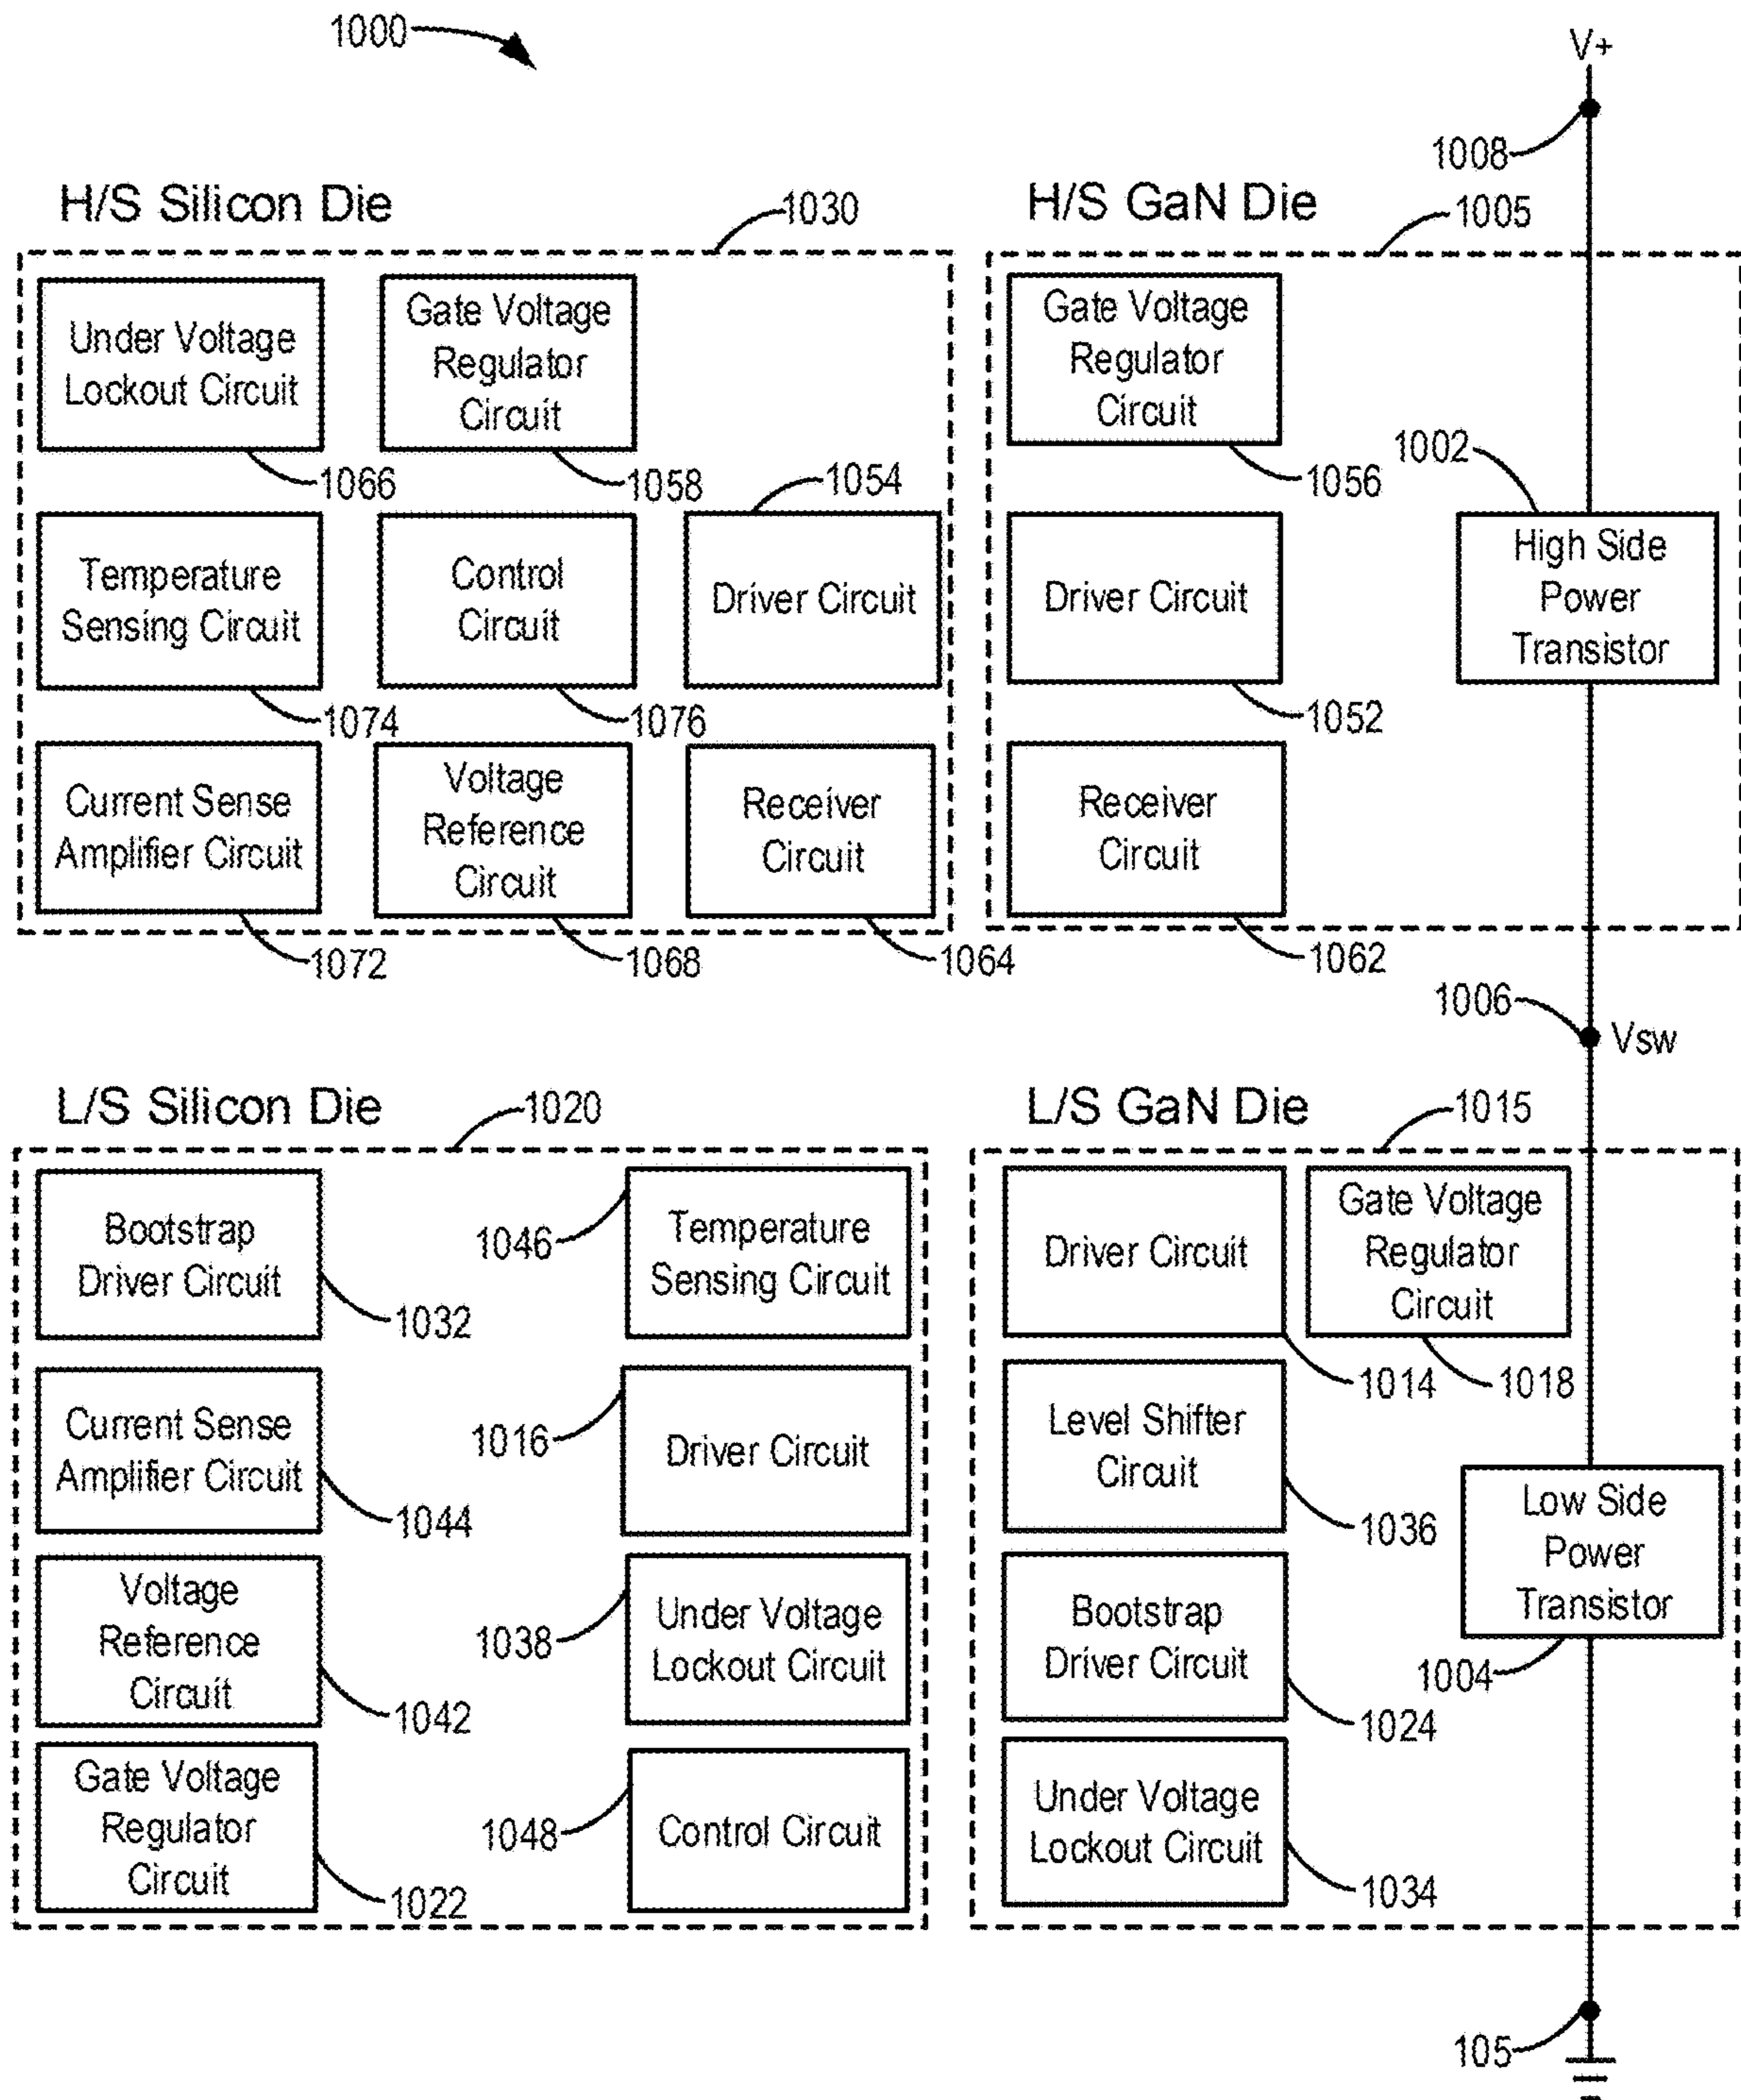 1000
V+
1008
H/S Silicon Die
1030
H/S GaN Die
1005
Under Voltage
Lockout Circuit
1066
Gate Voltage
Regulator
Circuit
1058
1054
Gate Voltage
Regulator
Circuit
1056
1002
Temperature
Sensing Circuit
1074
Control
Circuit
1076
Driver Circuit
Driver Circuit
1052
High Side
Power
Transistor
Current Sense
Amplifier Circuit
1072
Voltage
Reference
Circuit
1068
Receiver
Circuit
1064
Receiver
Circuit
1062
1006
Vsw
L/S Silicon Die
1020
L/S GaN Die
1015
Bootstrap
Driver Circuit
1032
1046
Temperature
Sensing Circuit
Driver Circuit
1014
Gate Voltage
Regulator
Circuit
1018
Current Sense
Amplifier Circuit
1044
1016
Driver Circuit
Level Shifter
Circuit
1036
Low Side
Power
Transistor
1004
Voltage
Reference
Circuit
1042
1038
Under Voltage
Lockout Circuit
Bootstrap
Driver Circuit
1024
Gate Voltage
Regulator
Circuit
1022
1048
Control Circuit
Under Voltage
Lockout Circuit
1034
105